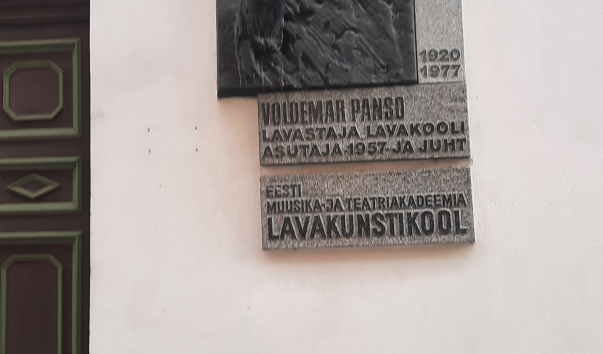 1920
1977
VOLDEMAR PANSO
LAVASTAJA, LAVAKOOLI
ASUTAJA 1957 JA JUHT
EESTI
MUUSIKA-JA TEATRIAKADEEMIA
LAVAKUNSTIKOOL